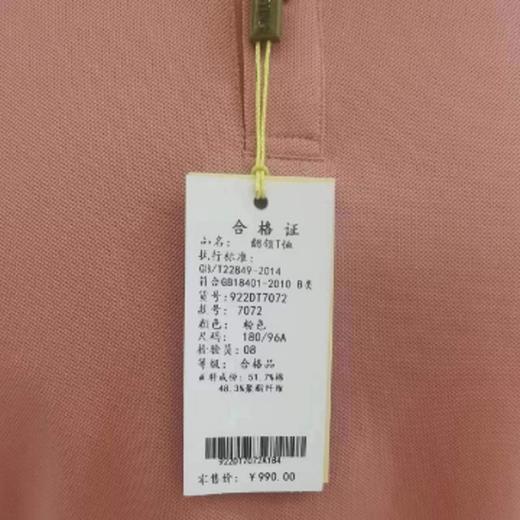 合格证
品名: 翻领T恤
执行标准:
GB/T22849-2014
符合GB18401-2010 B类
货号:922DT7072
款号: 7072
颜色: 粉色
尺码: 180/96A
检验员:08
等级: 合格品
面料成份: 51.7%棉
48.3%聚酯纤维
922DT7072A184
零售价: ￥990.00